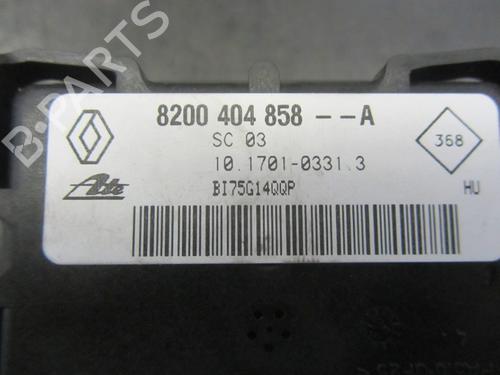 B-PARTS
8200 404 858 --A
SC 03
10.1701-0331.3
368
Ate
BI75G14QQP
HU